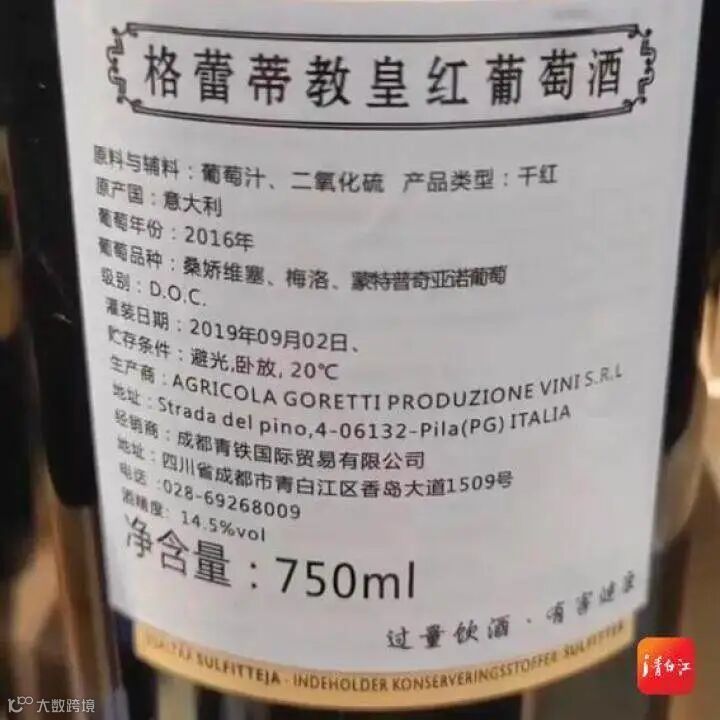 格蕾蒂教皇红葡萄酒
原料与辅料：葡萄汁、二氧化硫 产品类型：干红
原产国：意大利
葡萄年份：2016年
葡萄品种：桑娇维塞、梅洛、蒙特普奇亚诺葡萄
级别：D.O.C.
灌装日期：2019年09月02日、
贮存条件：避光,卧放, 20℃
生产商：AGRICOLA GORETTI PRODUZIONE VINI S.R.L
地址：Strada del pino,4-06132-Pila(PG) ITALIA
经销商：成都青铁国际贸易有限公司
地址：四川省成都市青白江区香岛大道1509号
电话:028-69268009
酒精度: 14.5%vol
净含量：750ml
过量饮酒·有害健康
SULFITTEJA · INDEHOLDER KONSERVERINGSSTOFFER SULFITTER
i青白江
大数跨境